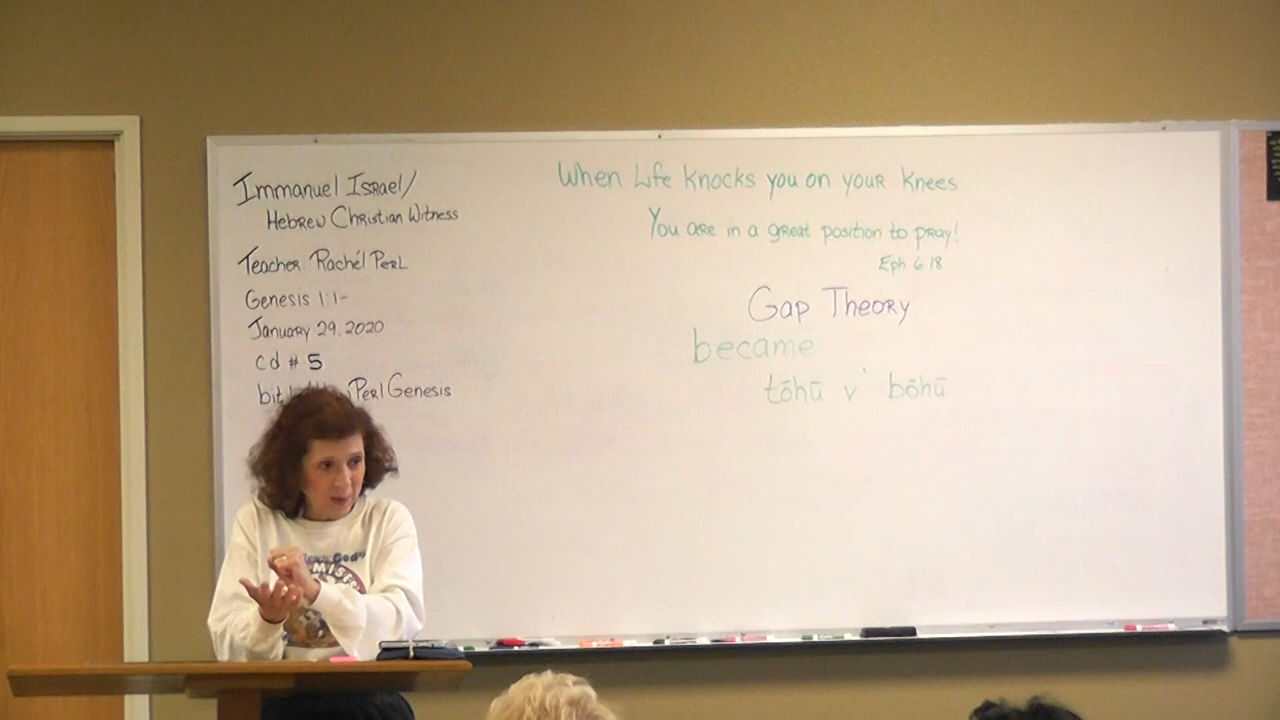 Immanuel Israel/
Hebrew Christian Witness
Teacher: Rachél Perl
Genesis 1:1-
January 29, 2020
cd # 5
Perl Genesis
When Life Knocks you on your Knees
You are in a great position to pray!
Eph 6:18
Gap Theory
became
tōhū v' bōhū
God's